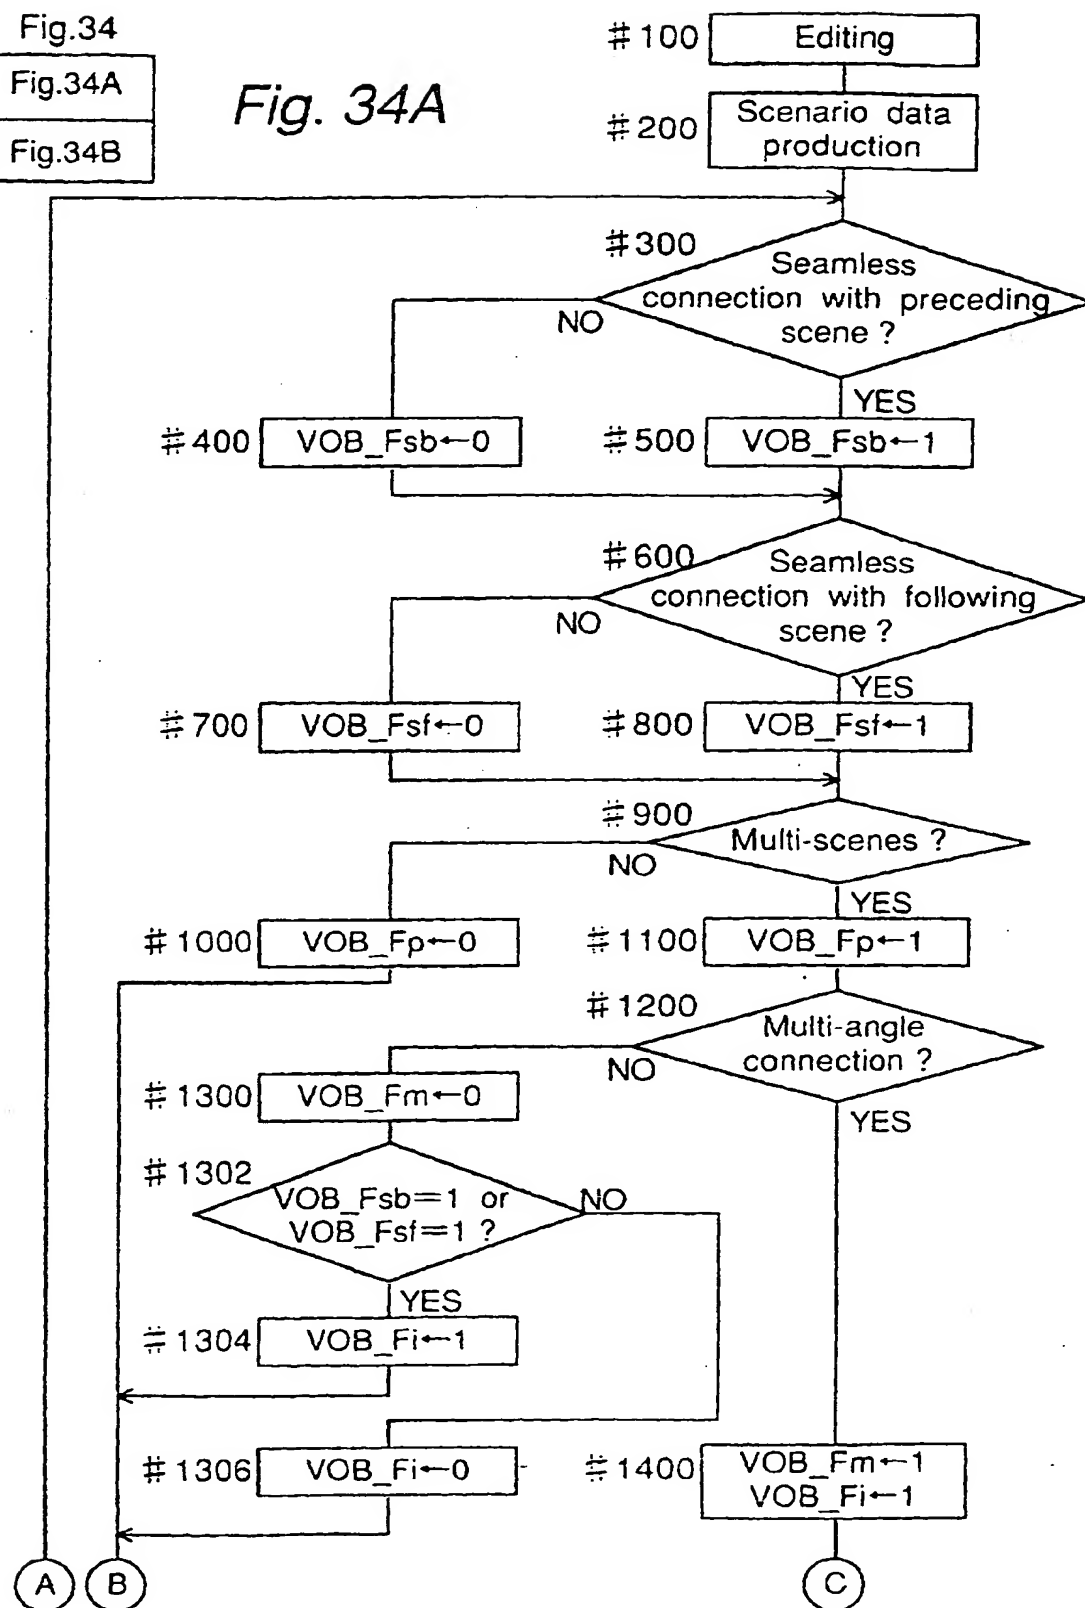 Fig.34
Fig.34A
Fig.34B
Fig. 34A
#100
Editing
#200
Scenario data
production
#300
Seamless
connection with preceding
scene ?
NO
YES
#400
VOB_Fsb←0
#500
VOB_Fsb←1
#600
Seamless
connection with following
scene ?
NO
YES
#700
VOB_Fsf←0
#800
VOB_Fsf←1
#900
Multi-scenes ?
NO
YES
#1000
VOB_Fp←0
#1100
VOB_Fp←1
#1200
Multi-angle
connection ?
NO
YES
#1300
VOB_Fm←0
#1302
VOB_Fsb=1 or
VOB_Fsf=1 ?
NO
YES
#1304
VOB_Fi←1
#1306
VOB_Fi←0
#1400
VOB_Fm←1
VOB_Fi←1
A
B
C